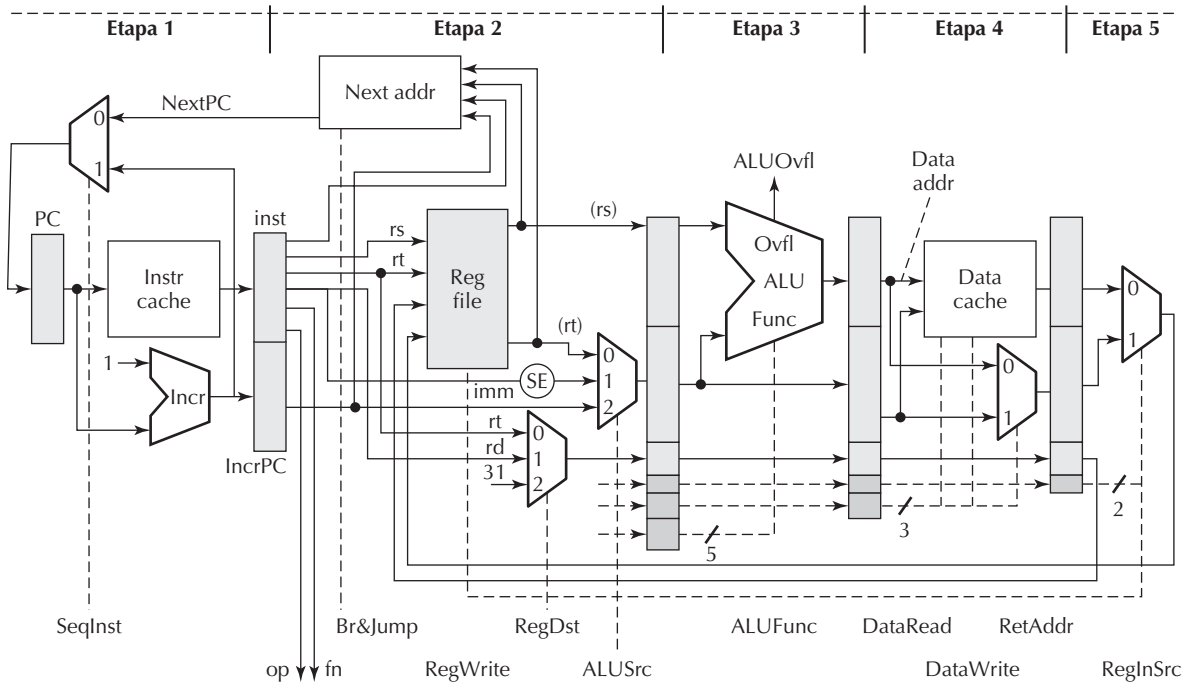 Etapa 1
Etapa 2
Etapa 3
Etapa 4
Etapa 5
NextPC
Next addr
0
1
PC
inst
Instr
cache
1
Incr
IncrPC
rs
rt
Reg
file
(rs)
(rt)
imm
SE
0
1
2
rt
rd
31
0
1
2
ALUOvfl
Ovfl
ALU
Func
Data
addr
Data
cache
0
1
0
1
5
3
2
SeqInst
Br&Jump
RegDst
ALUFunc
DataRead
RetAddr
op
fn
RegWrite
ALUSrc
DataWrite
RegInSrc